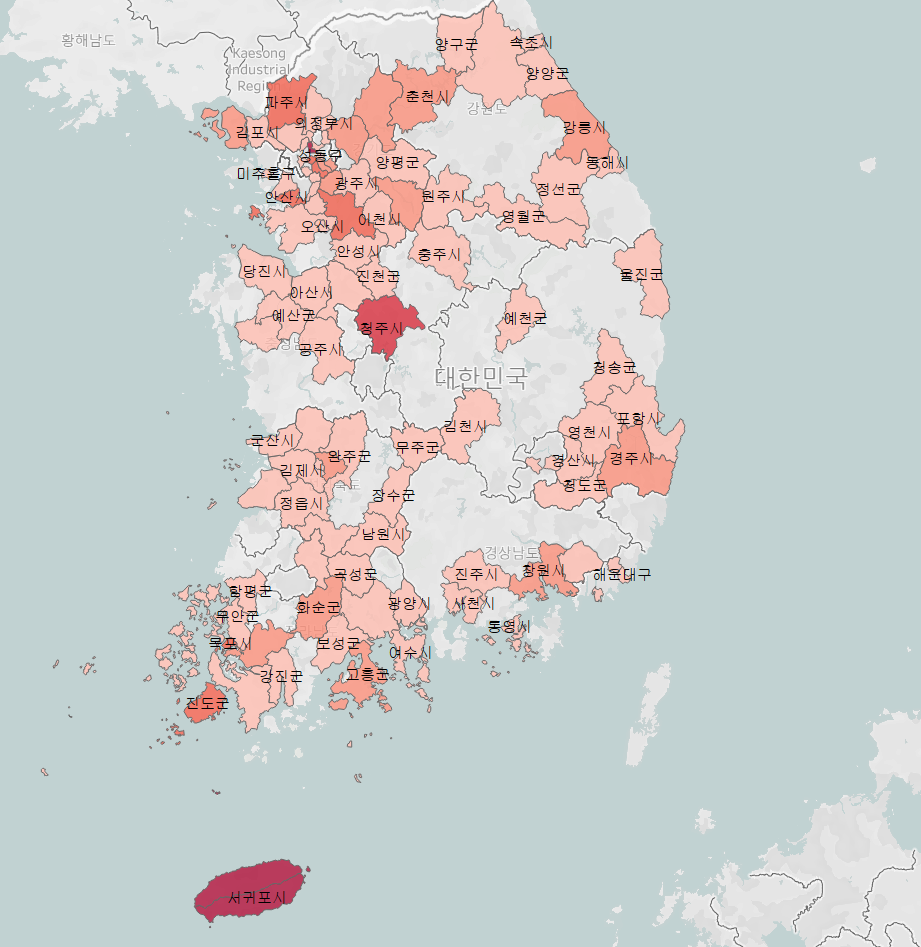 황해남도
Kaesong
Industrial
Region
양구군
속초시
양양군
파주시
춘천시
강원도
김포시
의정부시
강릉시
성동구
미추홀구
양평군
동해시
안산시
광주시
원주시
정선군
오산시
이천시
영월군
안성시
충주시
당진시
진천군
울진군
아산시
예산군
청주시
예천군
공주시
대한민국
청송군
김천시
포항시
군산시
무주군
영천시
완주군
경산시
경주시
김제시
청도군
정읍시
장수군
남원시
경상남도
곡성군
진주시
창원시
해운대구
함평군
화순군
광양시
사천시
무안군
통영시
목포시
보성군
여수시
강진군
고흥군
진도군
서귀포시